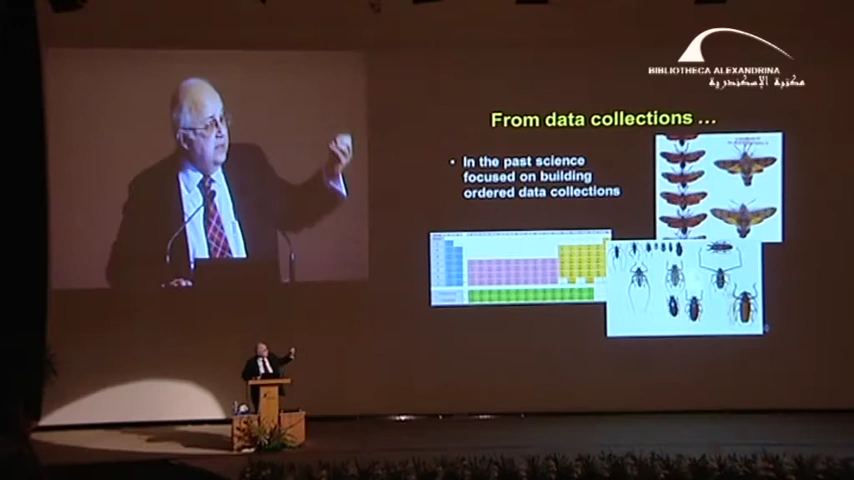 BIBLIOTHECA ALEXANDRINA
مكتبة الإسكندرية
From data collections ...
• In the past science
focused on building
ordered data collections